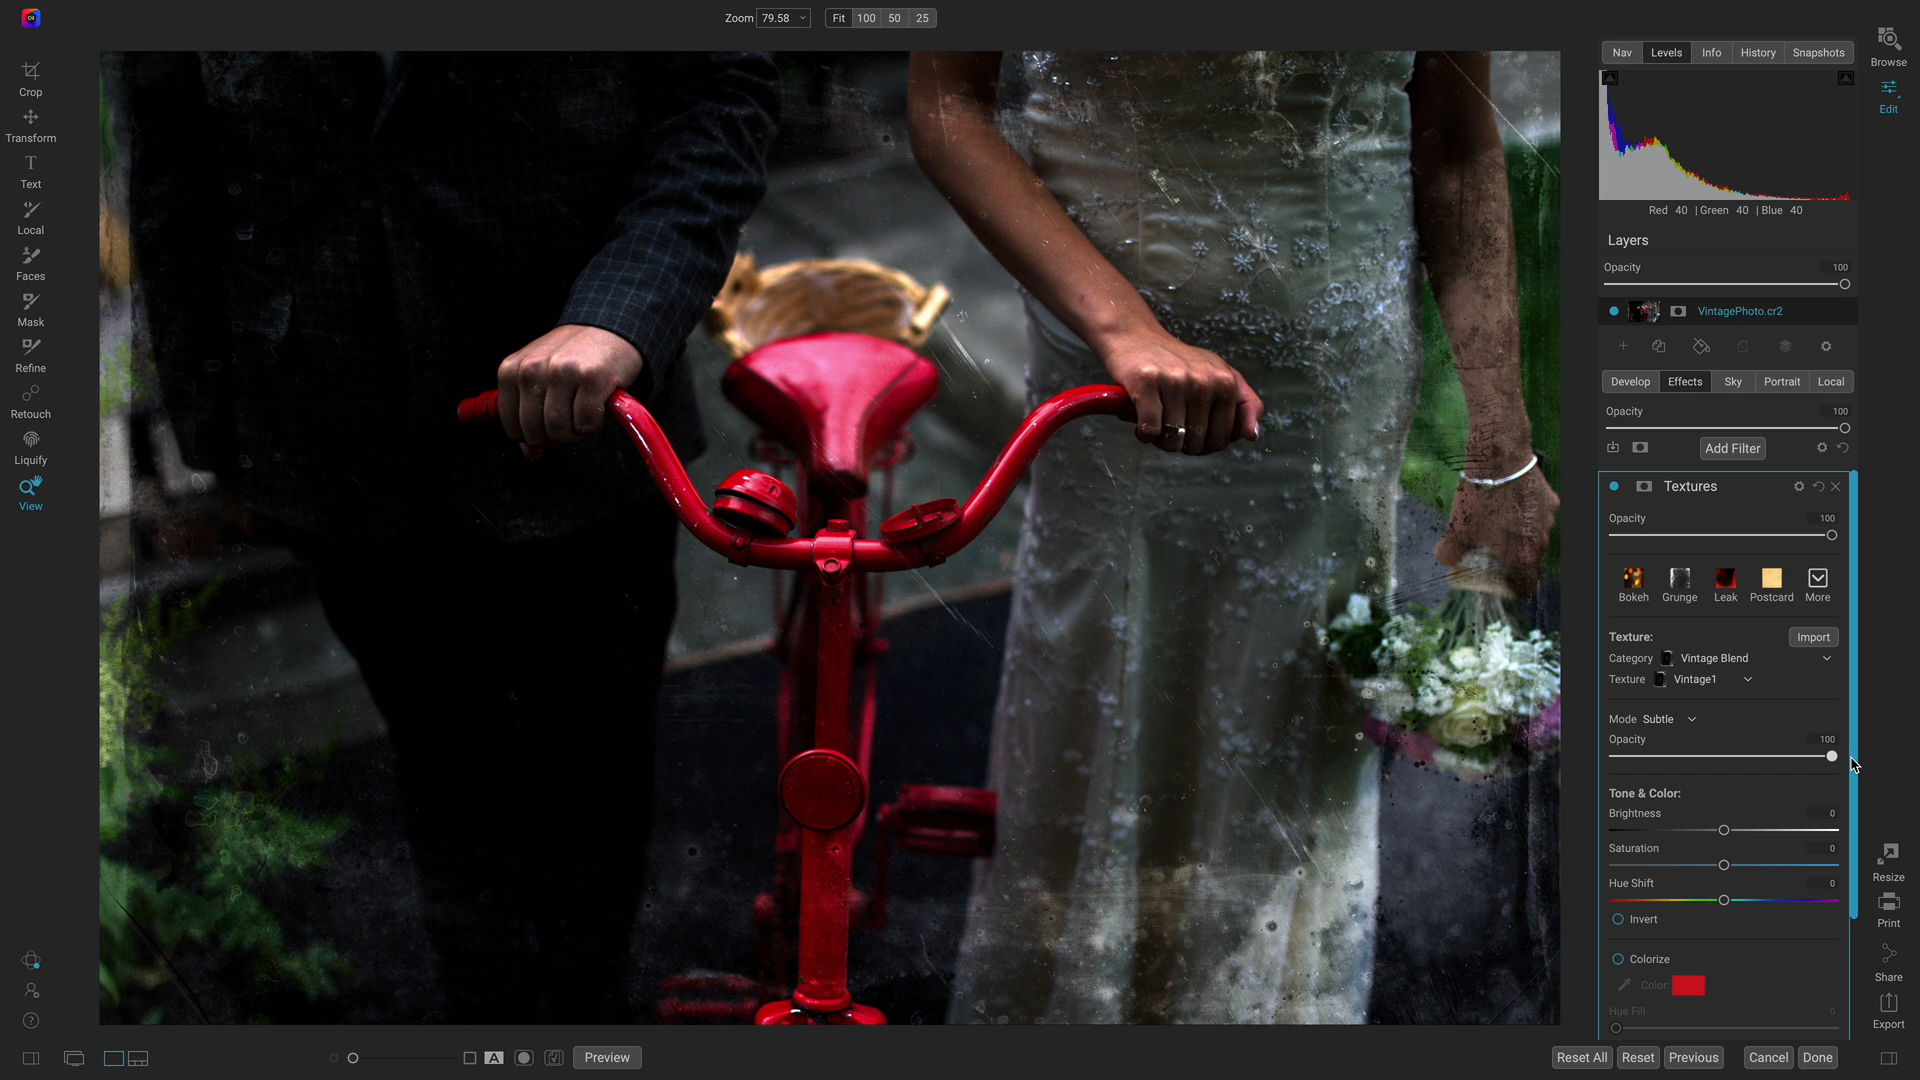 Zoom 79.58 Fit 100 50 25
Crop
Transform
Text
Local
Faces
Mask
Refine
Retouch
Liquify
View
Nav Levels Info History Snapshots
Red 40 | Green 40 | Blue 40
Layers
Opacity 100
VintagePhoto.cr2
Develop Effects Sky Portrait Local
Opacity 100
Add Filter
Textures
Opacity 100
Bokeh Grunge Leak Postcard More
Texture: Import
Category Vintage Blend
Texture Vintage1
Mode Subtle
Opacity 100
Tone & Color:
Brightness 0
Saturation 0
Hue Shift 0
Invert
Colorize
Color:
Hue Fill 0
Browse
Edit
Resize
Print
Share
Export
A Preview
Reset All Reset Previous Cancel Done